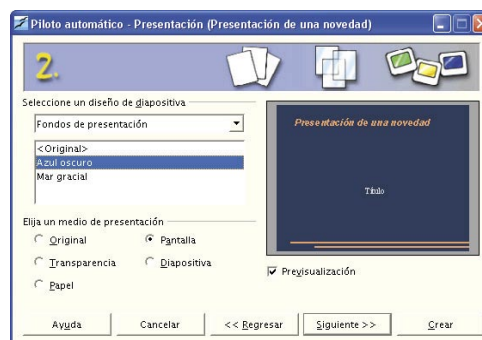 Piloto automático - Presentación (Presentación de una novedad)
2.
Seleccione un diseño de diapositiva
Fondos de presentación
<Original>
Azul oscuro
Mar gracial
Presentación de una novedad
Título
Elija un medio de presentación
Original
Pantalla
Transparencia
Diapositiva
Papel
Previsualización
Ayuda
Cancelar
<< Regresar
Siguiente >>
Crear